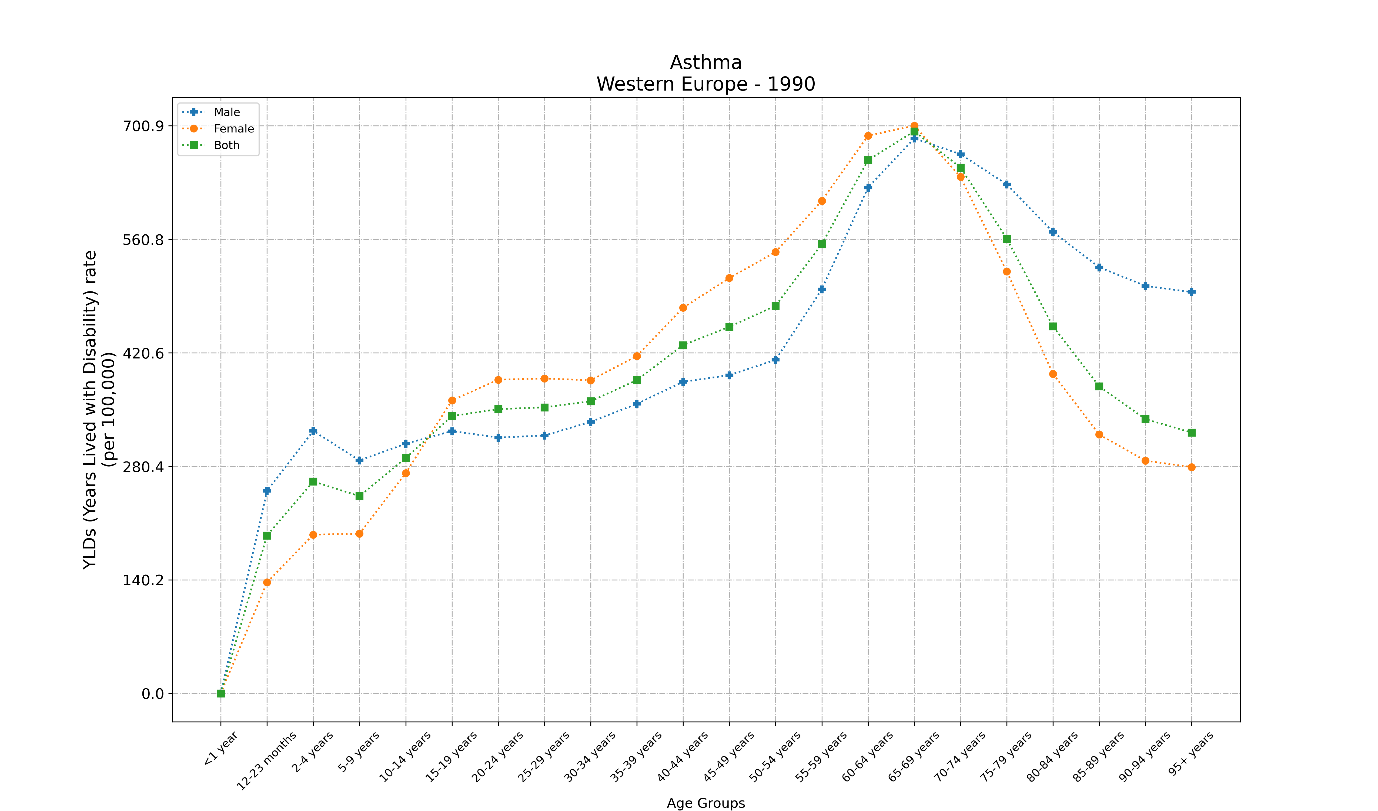 Asthma
Western Europe - 1990
Male
Female
Both
700.9
560.8
420.6
280.4
140.2
0.0
YLDs (Years Lived with Disability) rate
(per 100,000)
<1 year
12-23 months
2-4 years
5-9 years
10-14 years
15-19 years
20-24 years
25-29 years
30-34 years
35-39 years
40-44 years
45-49 years
50-54 years
55-59 years
60-64 years
65-69 years
70-74 years
75-79 years
80-84 years
85-89 years
90-94 years
95+ years
Age Groups